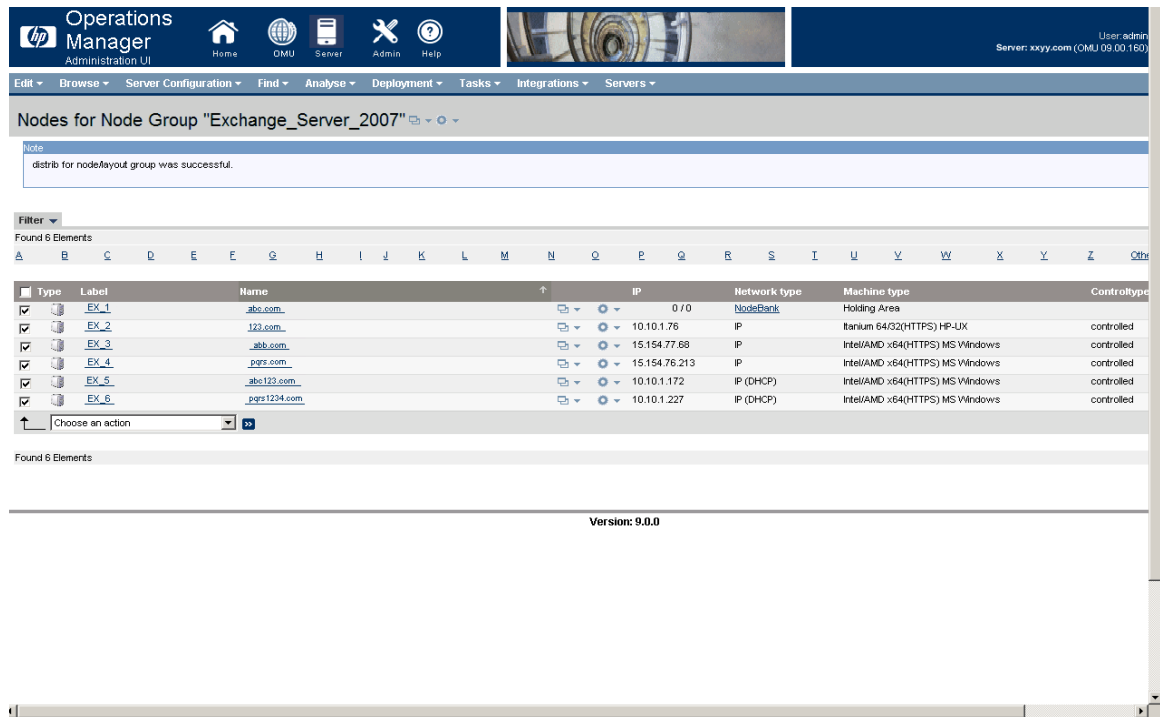 hp
Operations
Manager
Administration UI
Home OMU Server Admin Help
User:admin
Server: xxyy.com (OMU 09.00.160)
Edit Browse Server Configuration Find Analyse Deployment Tasks Integrations Servers
Nodes for Node Group "Exchange_Server_2007"
Note
distrib for node/layout group was successful.
Filter
Found 6 Elements
A B C D E F G H I J K L M N O P Q R S T U V W X Y Z Othe
Type Label Name IP Network type Machine type Controltype
EX_1 abc.com 0 / 0 NodeBank Holding Area
EX_2 123.com 10.10.1.76 IP Itanium 64/32(HTTPS) HP-UX controlled
EX_3 abb.com 15.154.77.68 IP Intel/AMD x64(HTTPS) MS Windows controlled
EX_4 pqrs.com 15.154.76.213 IP Intel/AMD x64(HTTPS) MS Windows controlled
EX_5 abc123.com 10.10.1.172 IP (DHCP) Intel/AMD x64(HTTPS) MS Windows controlled
EX_6 pqrs1234.com 10.10.1.227 IP (DHCP) Intel/AMD x64(HTTPS) MS Windows controlled
Choose an action
Found 6 Elements
Version: 9.0.0